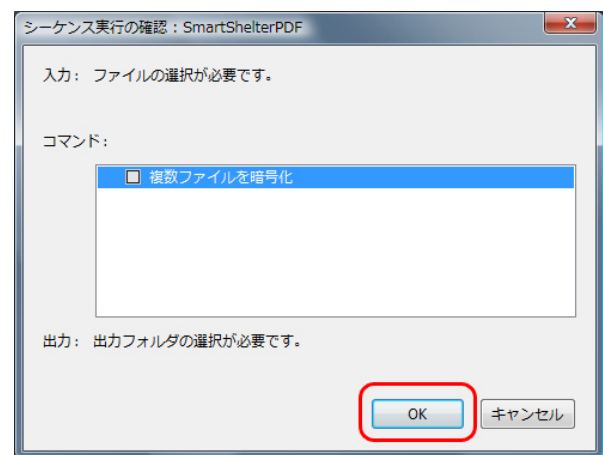 シーケンス実行の確認：SmartShelterPDF
入力： ファイルの選択が必要です。
コマンド：
複数ファイルを暗号化
出力： 出力フォルダの選択が必要です。
OK
キャンセル